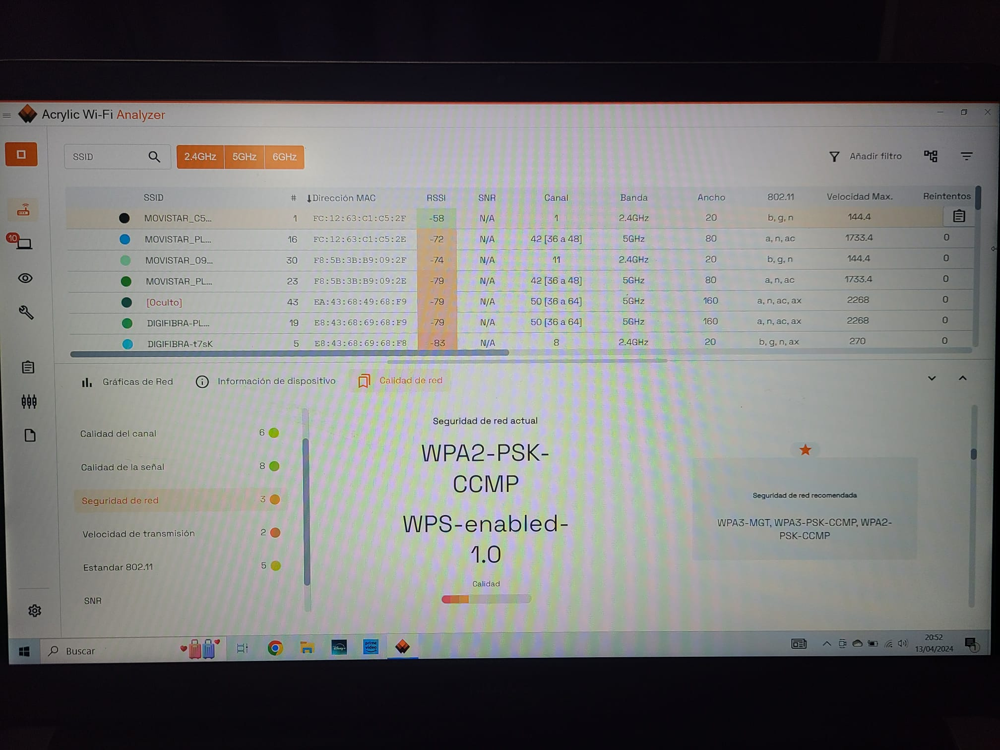 Acrylic Wi-Fi Analyzer
SSID 2.4GHz 5GHz 6GHz Añadir filtro
SSID # Dirección MAC RSSI SNR Canal Banda Ancho 802.11 Velocidad Max. Reintentos
MOVISTAR_C5... 1 FC:12:63:C1:C5:2F -58 N/A 1 2.4GHz 20 b, g, n 144.4
10 MOVISTAR_PL... 16 FC:12:63:C1:C5:2E -72 N/A 42 [36 a 48] 5GHz 80 a, n, ac 1733.4 0
MOVISTAR_09... 30 F8:5B:3B:B9:09:2F -74 N/A 11 2.4GHz 20 b, g, n 144.4 0
MOVISTAR_PL... 23 F8:5B:3B:B9:09:2E -79 N/A 42 [36 a 48] 5GHz 80 a, n, ac 1733.4 0
[Oculto] 43 EA:43:68:49:68:F9 -79 N/A 50 [36 a 64] 5GHz 160 a, n, ac, ax 2268 0
DIGIFIBRA-PL... 19 E8:43:68:69:68:F9 -79 N/A 50 [36 a 64] 5GHz 160 a, n, ac, ax 2268 0
DIGIFIBRA-t7sK 5 E8:43:68:69:68:F8 -83 N/A 8 2.4GHz 20 b, g, n, ax 270 0
Gráficas de Red Información de dispositivo Calidad de red
Calidad del canal 6
Calidad de la señal 8
Seguridad de red 3
Velocidad de transmisión 2
Estandar 802.11 5
SNR
Seguridad de red actual
WPA2-PSK-
CCMP
WPS-enabled-
1.0
Calidad
Seguridad de red recomendada
WPA3-MGT, WPA3-PSK-CCMP, WPA2-
PSK-CCMP
Buscar
Disney+
prime
video
20:52
13/04/2024
1